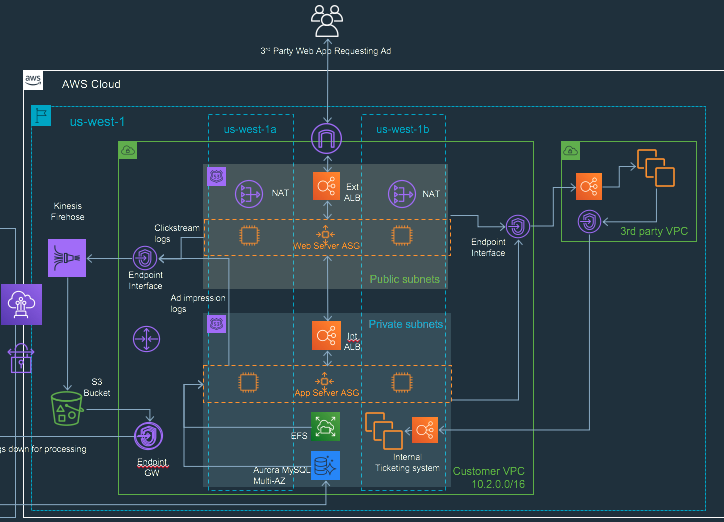 3rd Party Web App Requesting Ad
aws
AWS Cloud
us-west-1
us-west-1a
us-west-1b
NAT
Ext
ALB
NAT
Kinesis
Firehose
Clickstream
logs
Web Server ASG
Endpoint
Interface
3rd party VPC
Endpoint
Interface
Public subnets
Ad impression
logs
Private subnets
Int
ALB
S3
Bucket
App Server ASG
EFS
gs down for processing
Endpoint
GW
Internal
Ticketing system
Aurora MySQL
Multi-AZ
Customer VPC
10.2.0.0/16